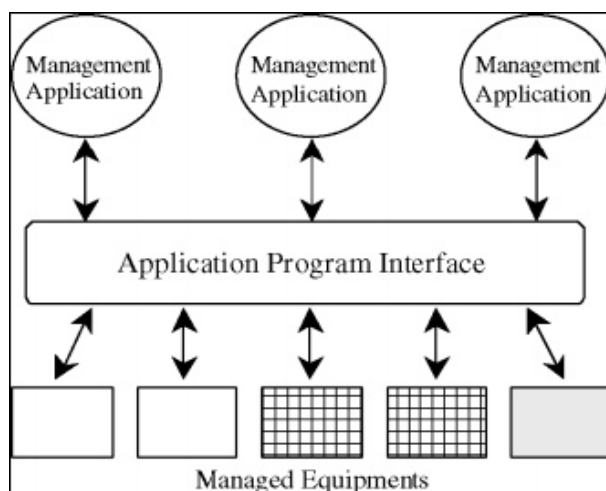 Management
Application
Management
Application
Management
Application
Application Program Interface
Managed Equipments